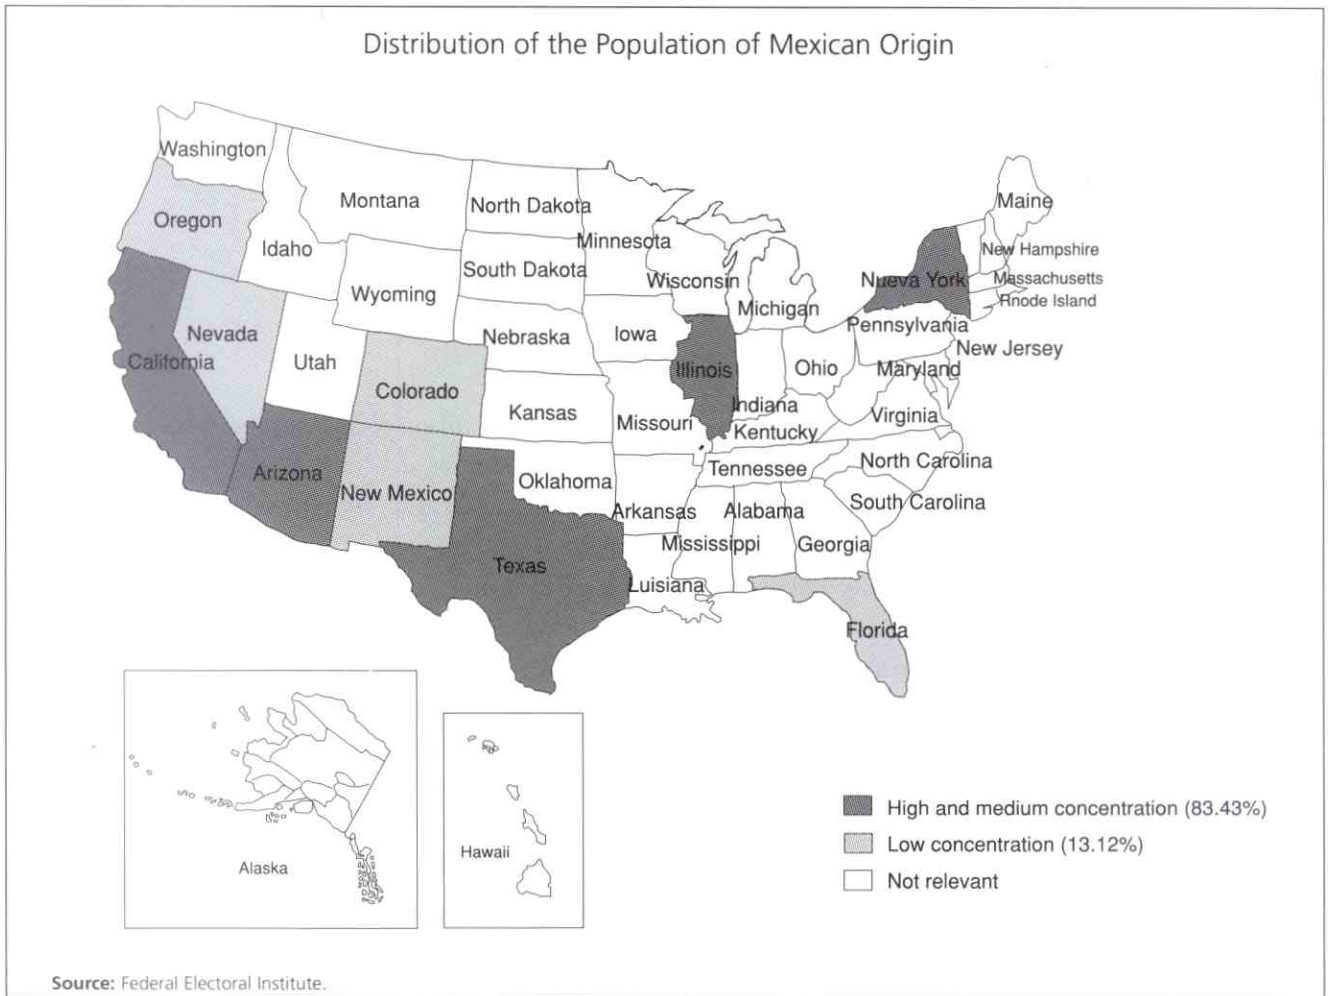 Distribution of the Population of Mexican Origin
Washington
Montana
North Dakota
Minnesota
Maine
Oregon
Idaho
South Dakota
Wisconsin
Nueva York
New Hampshire
Massachusetts
Rnode Island
Wyoming
Michigan
Nevada
Nebraska
Iowa
Pennsylvania
New Jersey
California
Utah
Colorado
Illinois
Ohio
Maryland
Kansas
Missouri
Indiana
Virginia
Kentucky
Arizona
New Mexico
Oklahoma
Tennessee
North Carolina
Arkansas
Alabama
South Carolina
Mississippi
Georgia
Texas
Luisiana
Florida
Alaska
Hawaii
High and medium concentration (83.43%)
Low concentration (13.12%)
Not relevant
Source: Federal Electoral Institute.